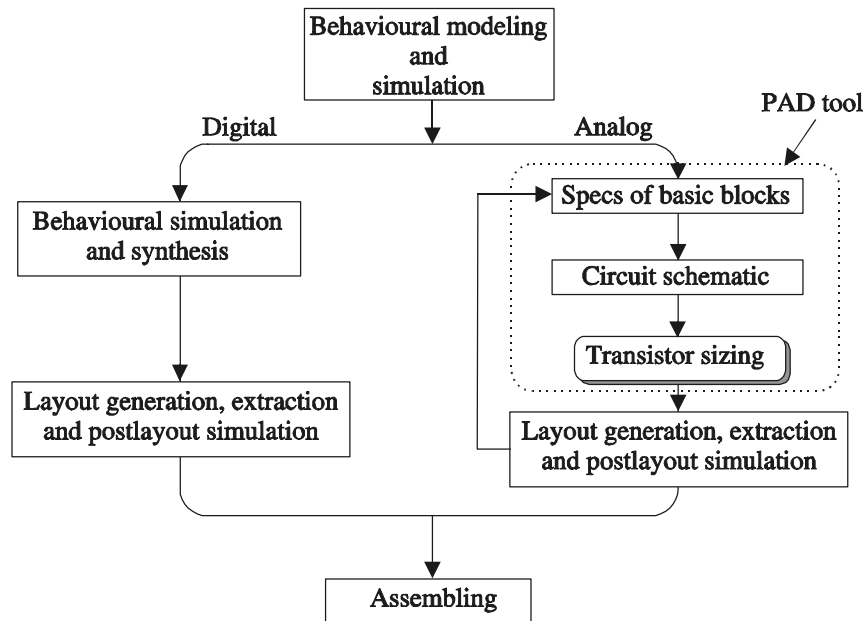 Behavioural modeling
and
simulation
PAD tool
Digital
Analog
Specs of basic blocks
Behavioural simulation
and synthesis
Circuit schematic
Transistor sizing
Layout generation, extraction
and postlayout simulation
Layout generation, extraction
and postlayout simulation
Assembling